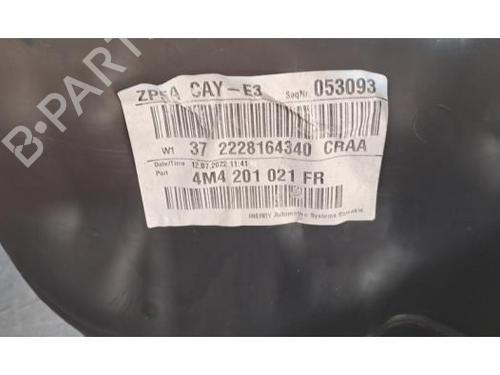 ZPEA CAY-E3 SeqNr. 053093
W1 37 2228164340 CRAA
Date/Time 12.07.2022 11:41
Part 4M4 201 021 FR
INERGY Automotive Systems Slovakia
B-PARTS